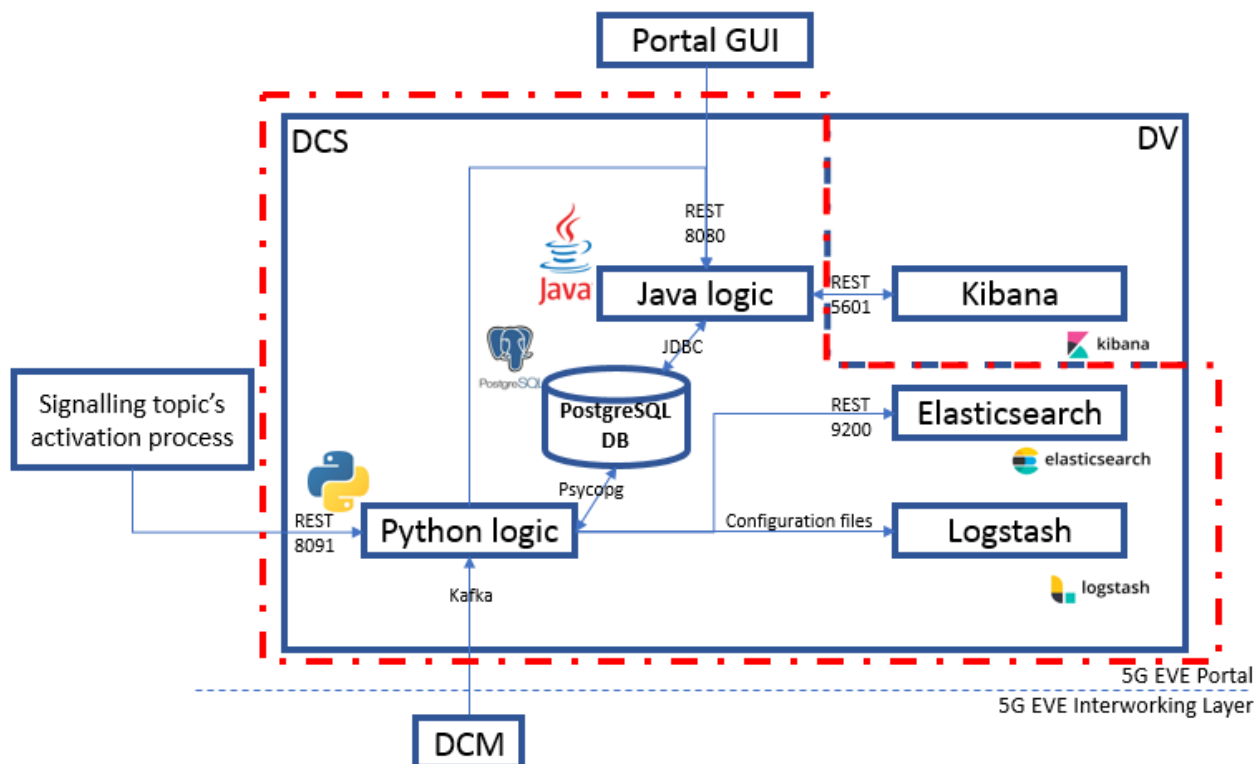 Portal GUI
DCS
DV
REST
8080
Java
Java logic
REST
5601
Kibana
kibana
JDBC
PostgreSQL
PostgreSQL
DB
Signalling topic's
activation process
REST
9200
Elasticsearch
elasticsearch
Psycopg
REST
8091
Python logic
Configuration files
Logstash
logstash
Kafka
5G EVE Portal
5G EVE Interworking Layer
DCM